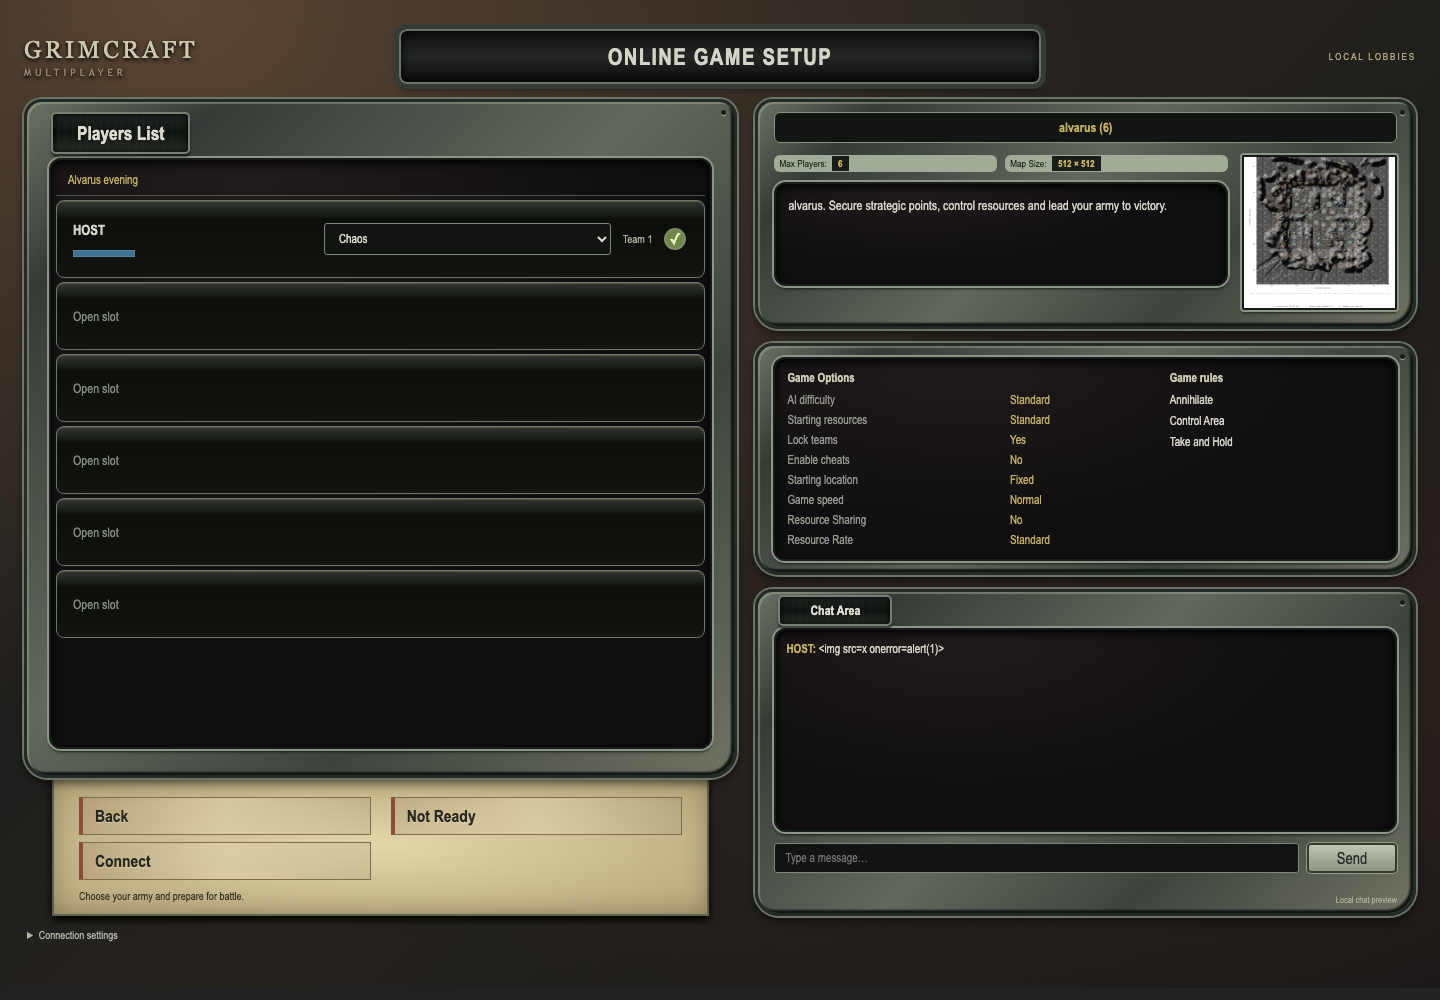 GRIMCRAFT
MULTIPLAYER
ONLINE GAME SETUP
LOCAL LOBBIES
Players List
Alvarus evening
HOST
Chaos
Team 1
Open slot
Open slot
Open slot
Open slot
Open slot
Back
Not Ready
Connect
Choose your army and prepare for battle.
Connection settings
alvarus (6)
Max Players: 6
Map Size: 512 × 512
alvarus. Secure strategic points, control resources and lead your army to victory.
Game Options
AI difficulty Standard
Starting resources Standard
Lock teams Yes
Enable cheats No
Starting location Fixed
Game speed Normal
Resource Sharing No
Resource Rate Standard
Game rules
Annihilate
Control Area
Take and Hold
Chat Area
HOST: <img src=x onerror=alert(1)>
Type a message...
Send
Local chat preview